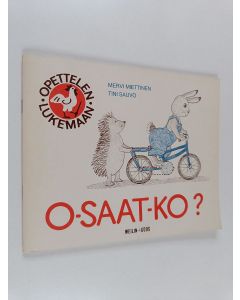 OPETTELEN
LUKEMAAN
MERVI MIETTINEN
TINI SAUVO
O-SAAT-KO?
WEILIN+GÖÖS